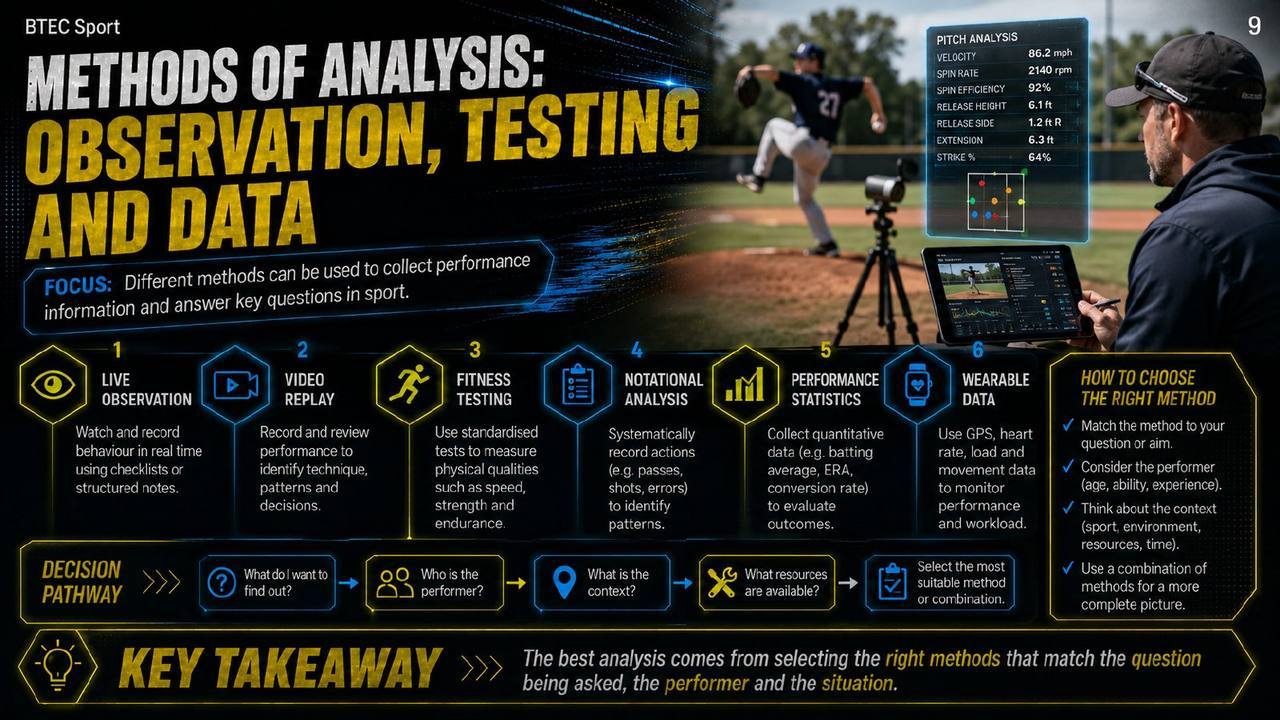 BTEC Sport
9
METHODS OF ANALYSIS:
OBSERVATION, TESTING
AND DATA
FOCUS: Different methods can be used to collect performance
information and answer key questions in sport.
PITCH ANALYSIS
VELOCITY 86.2 mph
SPIN RATE 2140 rpm
SPIN EFFICIENCY 92%
RELEASE HEIGHT 6.1 ft
RELEASE SIDE 1.2 ft R
EXTENSION 6.3 ft
STRIKE % 64%
27
1
LIVE
OBSERVATION
Watch and record
behaviour in real time
using checklists or
structured notes.
2
VIDEO
REPLAY
Record and review
performance to
identify technique,
patterns and
decisions.
3
FITNESS
TESTING
Use standardised
tests to measure
physical qualities
such as speed,
strength and
endurance.
4
NOTATIONAL
ANALYSIS
Systematically
record actions
(e.g. passes,
shots, errors)
to identify
patterns.
5
PERFORMANCE
STATISTICS
Collect quantitative
data (e.g. batting
average, ERA,
conversion rate)
to evaluate
outcomes.
6
WEARABLE
DATA
Use GPS, heart
rate, load and
movement data
to monitor
performance
and workload.
HOW TO CHOOSE
THE RIGHT METHOD
✓ Match the method to your
question or aim.
✓ Consider the performer
(age, ability, experience).
✓ Think about the context
(sport, environment,
resources, time).
✓ Use a combination of
methods for a more
complete picture.
DECISION
PATHWAY
What do I want to
find out?
Who is the
performer?
What is the
context?
What resources
are available?
Select the most
suitable method
or combination.
KEY TAKEAWAY
The best analysis comes from selecting the right methods that match the question
being asked, the performer and the situation.